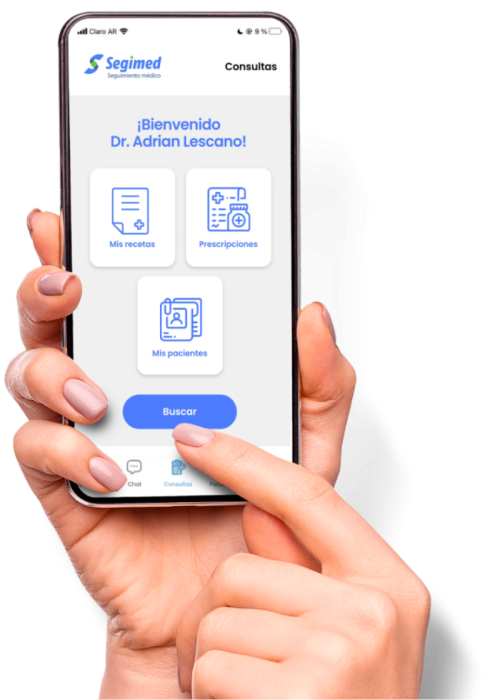 Claro AR
9 %
Segimed
Seguimiento médico
Consultas
¡Bienvenido
Dr. Adrian Lescano!
Mis recetas
Prescripciones
Mis pacientes
Buscar
Chat
Consultas